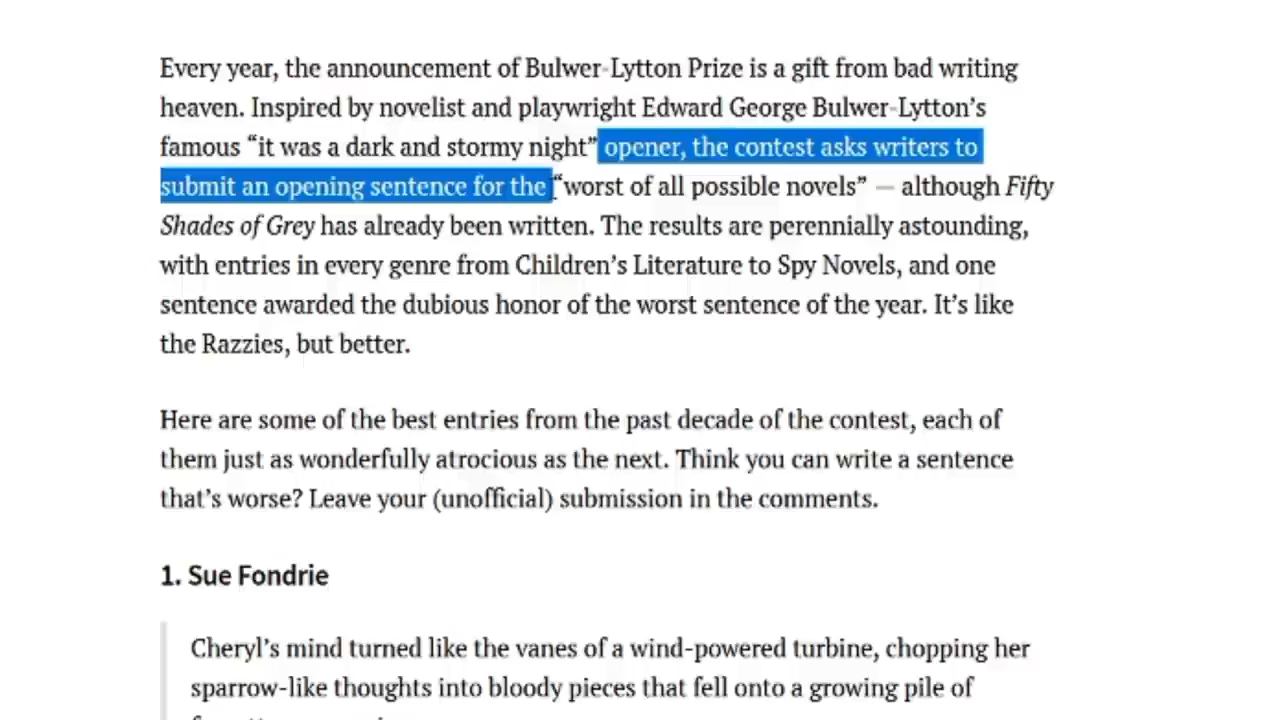 Every year, the announcement of Bulwer-Lytton Prize is a gift from bad writing
heaven. Inspired by novelist and playwright Edward George Bulwer-Lytton’s
famous “it was a dark and stormy night” opener, the contest asks writers to
submit an opening sentence for the “worst of all possible novels” — although Fifty
Shades of Grey has already been written. The results are perennially astounding,
with entries in every genre from Children’s Literature to Spy Novels, and one
sentence awarded the dubious honor of the worst sentence of the year. It’s like
the Razzies, but better.
Here are some of the best entries from the past decade of the contest, each of
them just as wonderfully atrocious as the next. Think you can write a sentence
that’s worse? Leave your (unofficial) submission in the comments.
1. Sue Fondrie
Cheryl’s mind turned like the vanes of a wind-powered turbine, chopping her
sparrow-like thoughts into bloody pieces that fell onto a growing pile of